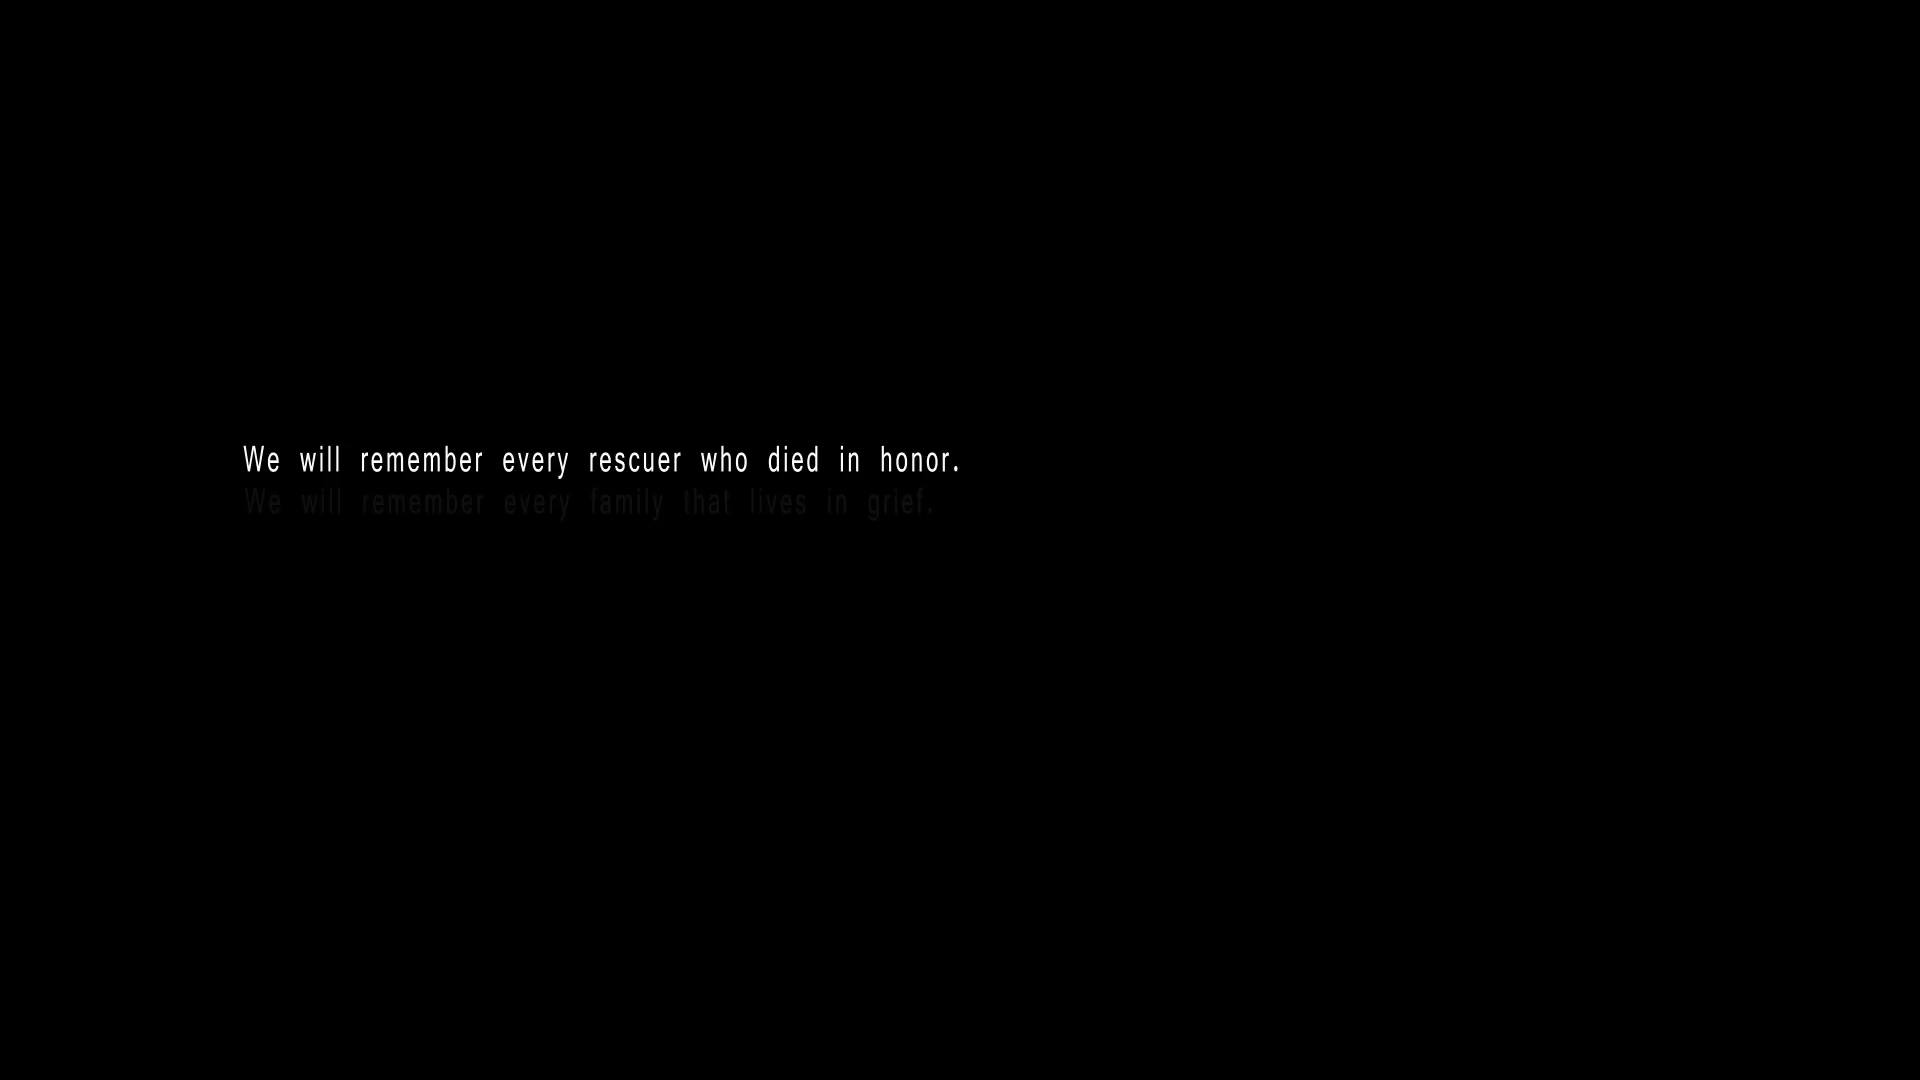 We will remember every rescuer who died in honor.
We will remember every family that lives in grief.